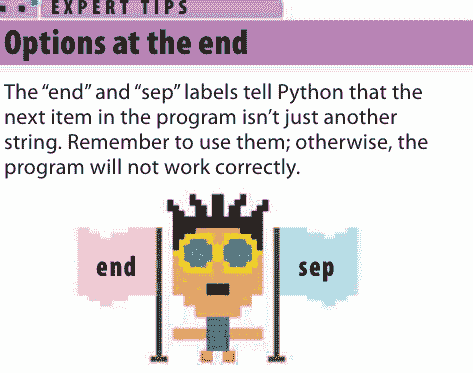 EXPERT TIPS
Options at the end
The “end” and “sep” labels tell Python that the
next item in the program isn’t just another
string. Remember to use them; otherwise, the
program will not work correctly.
end
sep